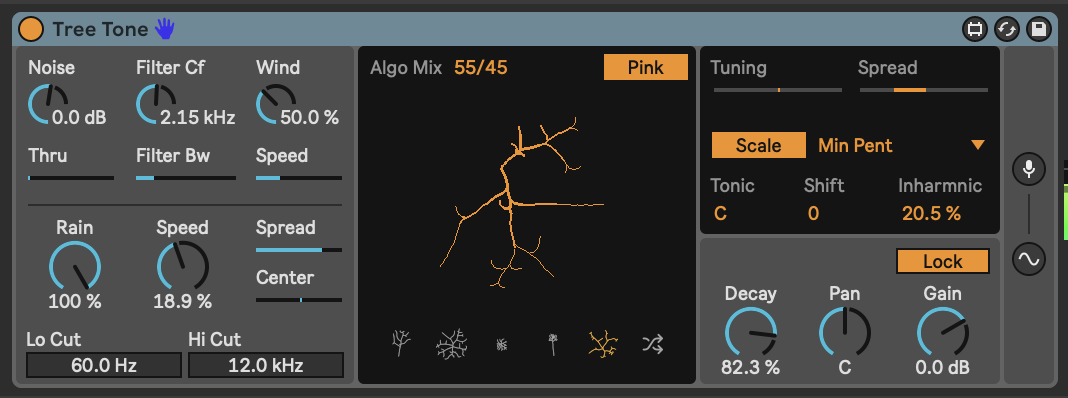 Tree Tone
Noise
Filter Cf
Wind
0.0 dB
2.15 kHz
50.0 %
Thru
Filter Bw
Speed
Rain
Speed
Spread
100 %
18.9 %
Center
Lo Cut
Hi Cut
60.0 Hz
12.0 kHz
Algo Mix 55/45
Pink
Tuning
Spread
Scale
Min Pent
Tonic
Shift
Inharmnic
C
0
20.5 %
Lock
Decay
Pan
Gain
82.3 %
C
0.0 dB